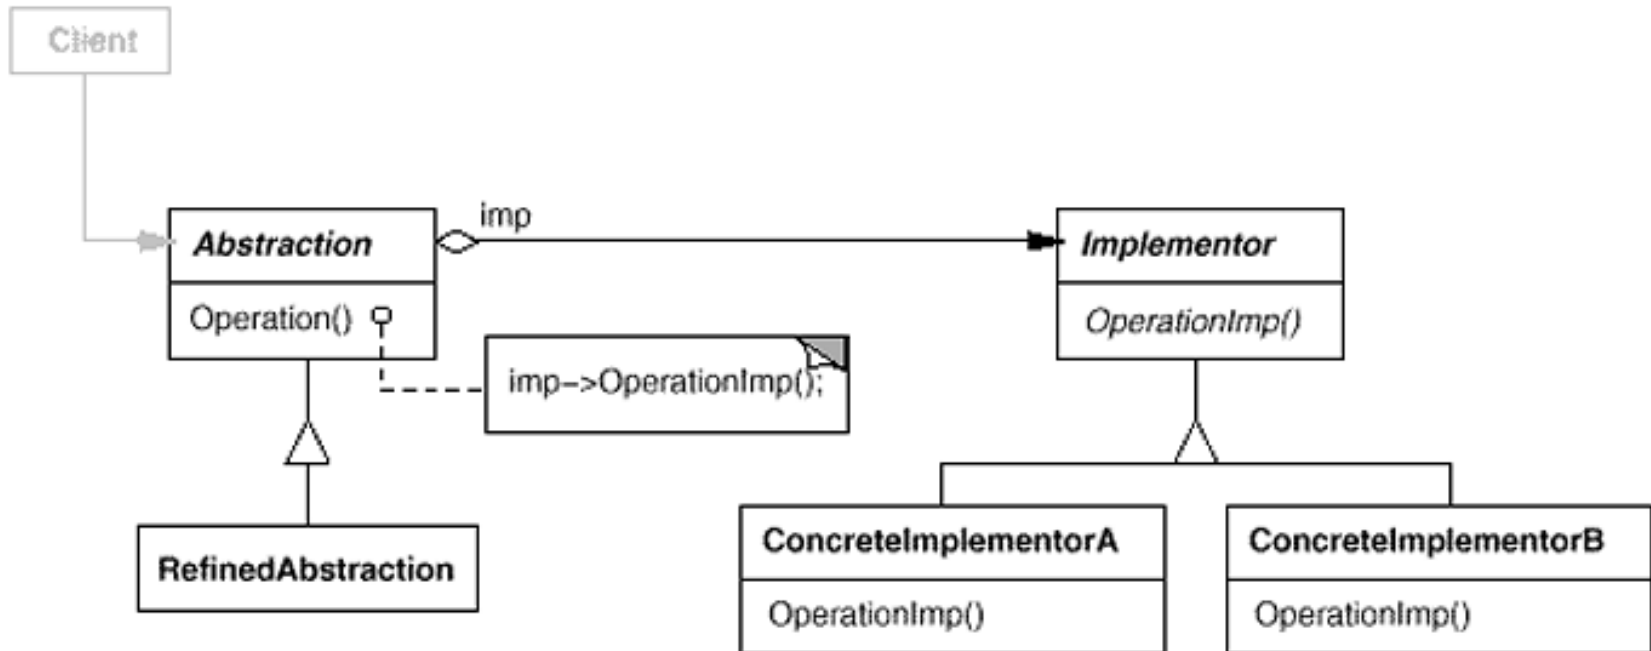 Client
imp
Abstraction
Implementor
Operation()
OperationImp()
imp->OperationImp();
RefinedAbstraction
ConcreteImplementorA
ConcreteImplementorB
OperationImp()
OperationImp()